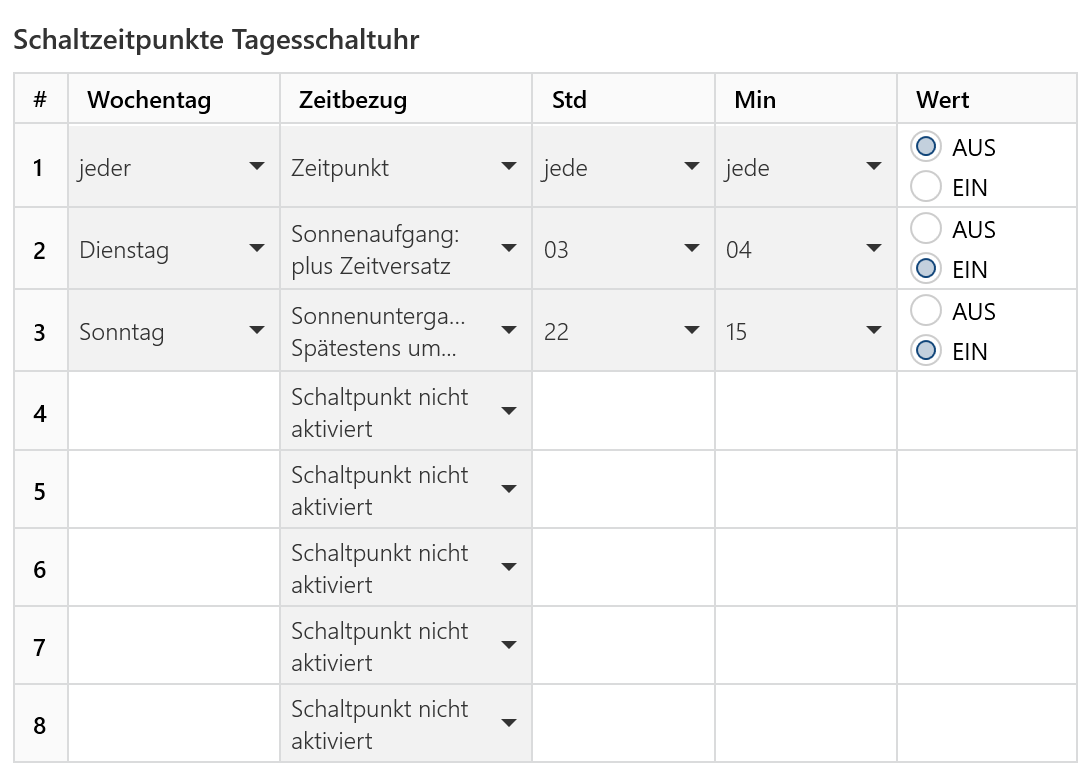 Schaltzeitpunkte Tagesschaltuhr
# Wochentag Zeitbezug Std Min Wert
1 jeder Zeitpunkt jede jede AUS
EIN
2 Dienstag Sonnenaufgang: 03 04 AUS
plus Zeitversatz EIN
3 Sonntag Sonnenunterga... 22 15 AUS
Spätestens um... EIN
4 Schaltpunkt nicht
aktiviert
5 Schaltpunkt nicht
aktiviert
6 Schaltpunkt nicht
aktiviert
7 Schaltpunkt nicht
aktiviert
8 Schaltpunkt nicht
aktiviert